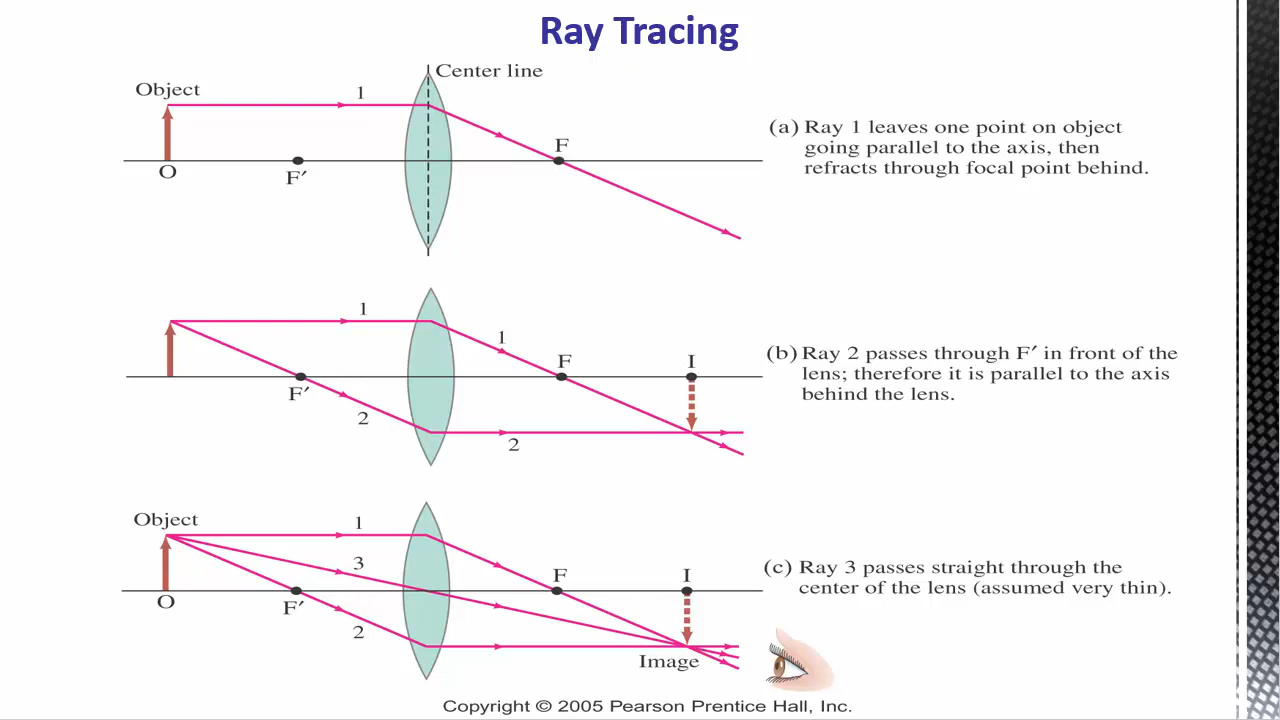 Ray Tracing
Center line
Object
1
F
O
F′
(a) Ray 1 leaves one point on object
going parallel to the axis, then
refracts through focal point behind.
1
1
F
I
F′
2
2
(b) Ray 2 passes through F′ in front of the
lens; therefore it is parallel to the axis
behind the lens.
Object
1
3
F
I
O
F′
2
Image
(c) Ray 3 passes straight through the
center of the lens (assumed very thin).
Copyright © 2005 Pearson Prentice Hall, Inc.